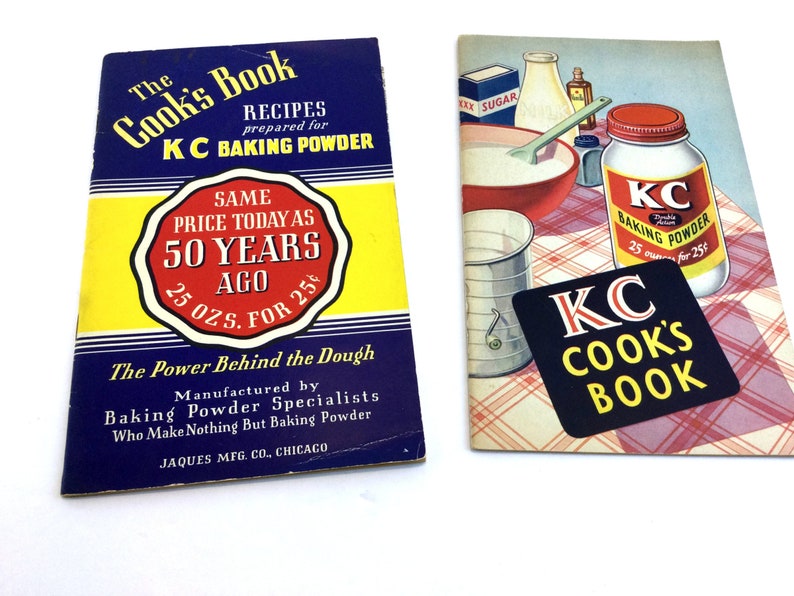 The
Cook's Book
RECIPES
prepared for
KC BAKING POWDER
SAME
PRICE TODAY AS
50 YEARS
AGO
25 OZS. FOR 25¢
The Power Behind the Dough
Manufactured by
Baking Powder Specialists
Who Make Nothing But Baking Powder
JAQUES MFG. CO., CHICAGO
XXX SUGAR
MILK
Vanilla
KC
Double
Action
BAKING POWDER
25 ounces for 25¢
KC
COOK'S
BOOK